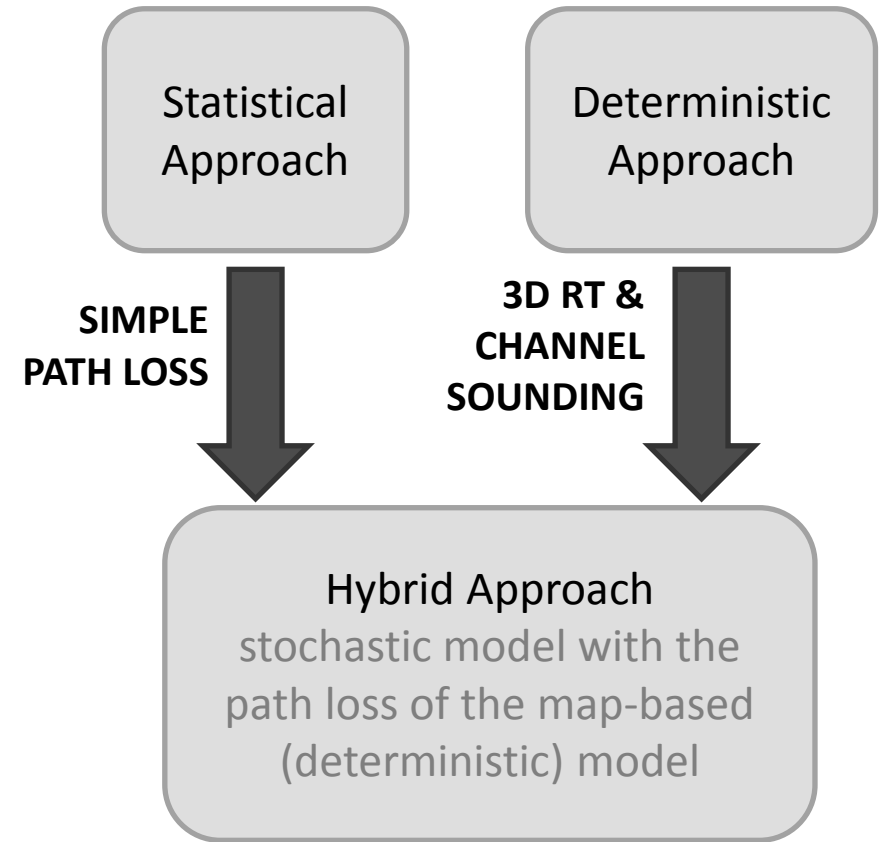 Statistical
Approach
Deterministic
Approach
SIMPLE
PATH LOSS
3D RT &
CHANNEL
SOUNDING
Hybrid Approach
stochastic model with the
path loss of the map-based
(deterministic) model